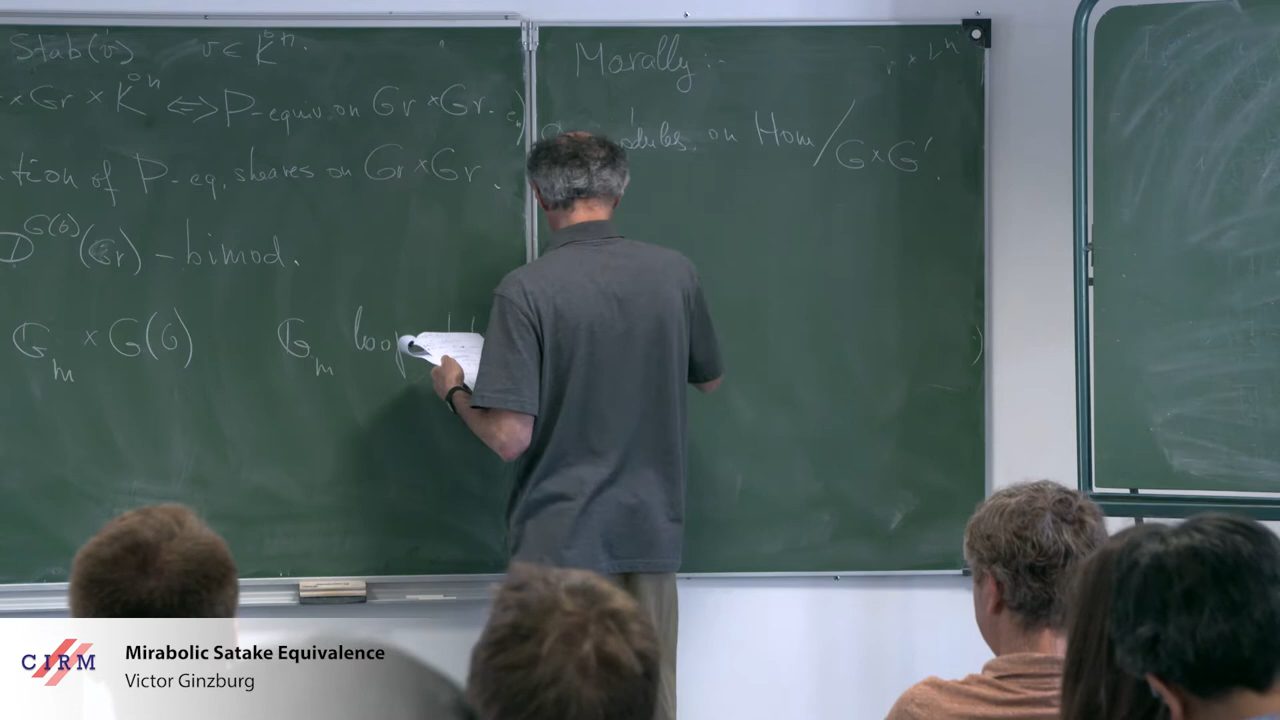 Stab(v) v ∈ K̊ⁿ.
× Gr × K̊ⁿ ⟺ P-equiv. on Gr × Gr.
tion of P-eq. sheaves on Gr × Gr.
D^G(O) (Gr) - bimod.
G_m × G(O) G_m loop
Morally :-
on Hom / G × G'
CIRM
Mirabolic Satake Equivalence
Victor Ginzburg